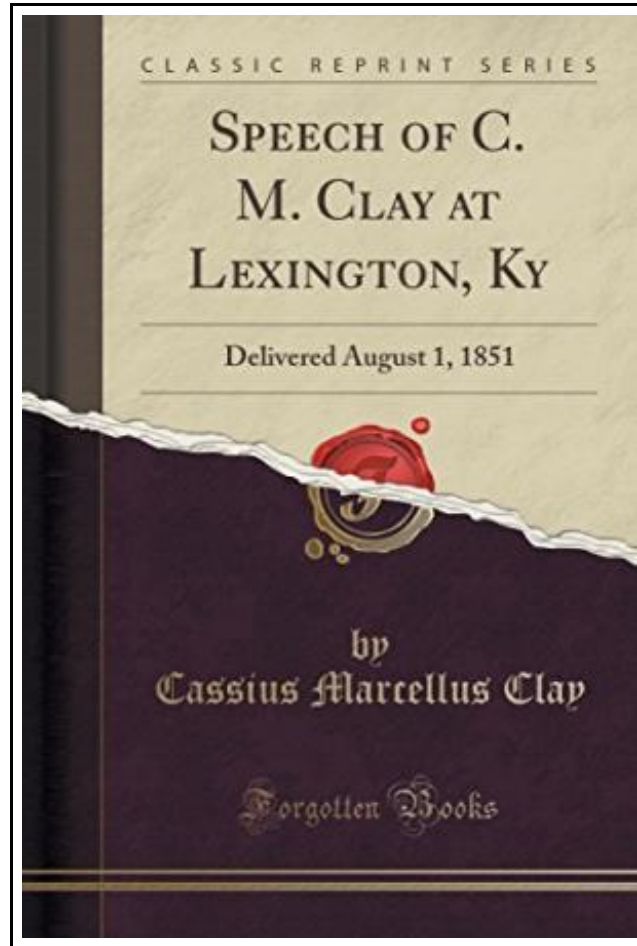 CLASSIC REPRINT SERIES
SPEECH OF C.
M. CLAY AT
LEXINGTON, KY
Delivered August 1, 1851
by
Cassius Marcellus Clay
Forgotten Books